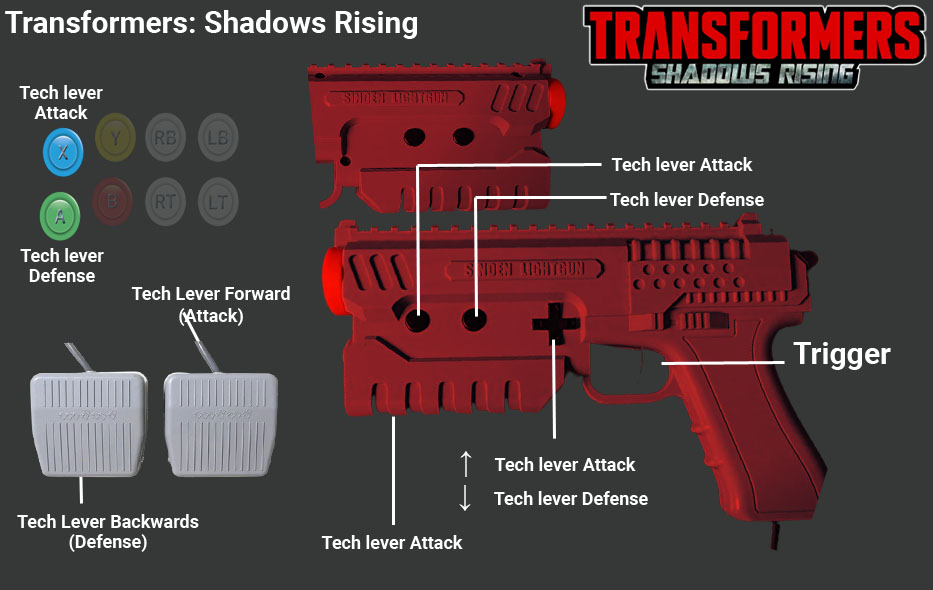 Transformers: Shadows Rising
TRANSFORMERS
SHADOWS RISING
Tech lever
Attack
X
Y
RB
LB
A
B
RT
LT
Tech lever
Defense
SINDEN LIGHTGUN
Tech lever Attack
Tech lever Defense
SINDEN LIGHTGUN
Tech Lever Forward
(Attack)
Trigger
↑ Tech lever Attack
↓ Tech lever Defense
Tech Lever Backwards
(Defense)
Tech lever Attack